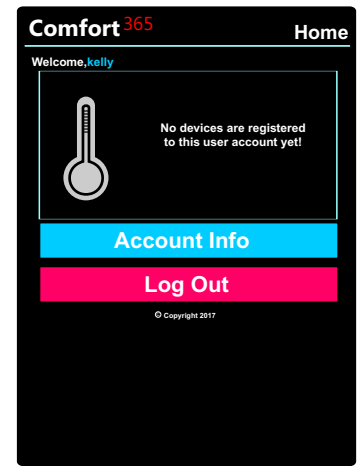 Comfort 365
Home
Welcome,kelly
No devices are registered
to this user account yet!
Account Info
Log Out
© Copyright 2017